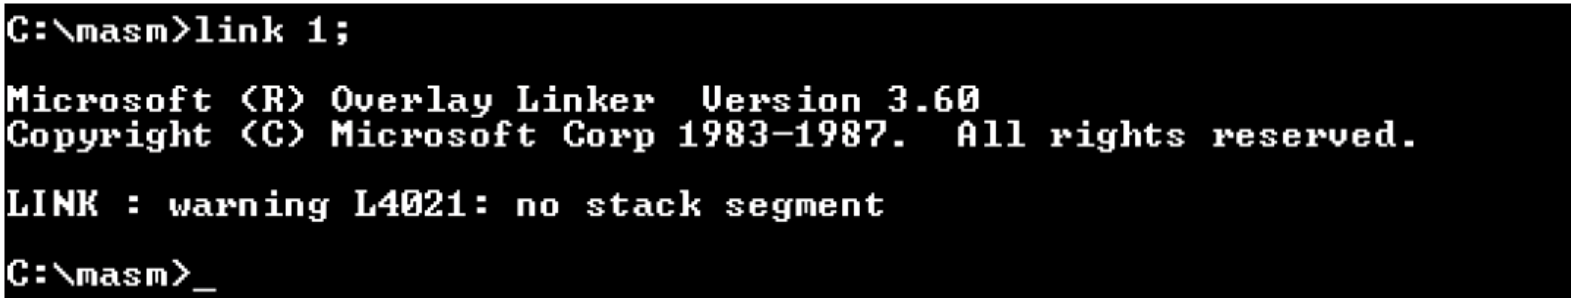 C:\masm>link 1;
Microsoft (R) Overlay Linker  Version 3.60
Copyright (C) Microsoft Corp 1983-1987.  All rights reserved.
LINK : warning L4021: no stack segment
C:\masm>_